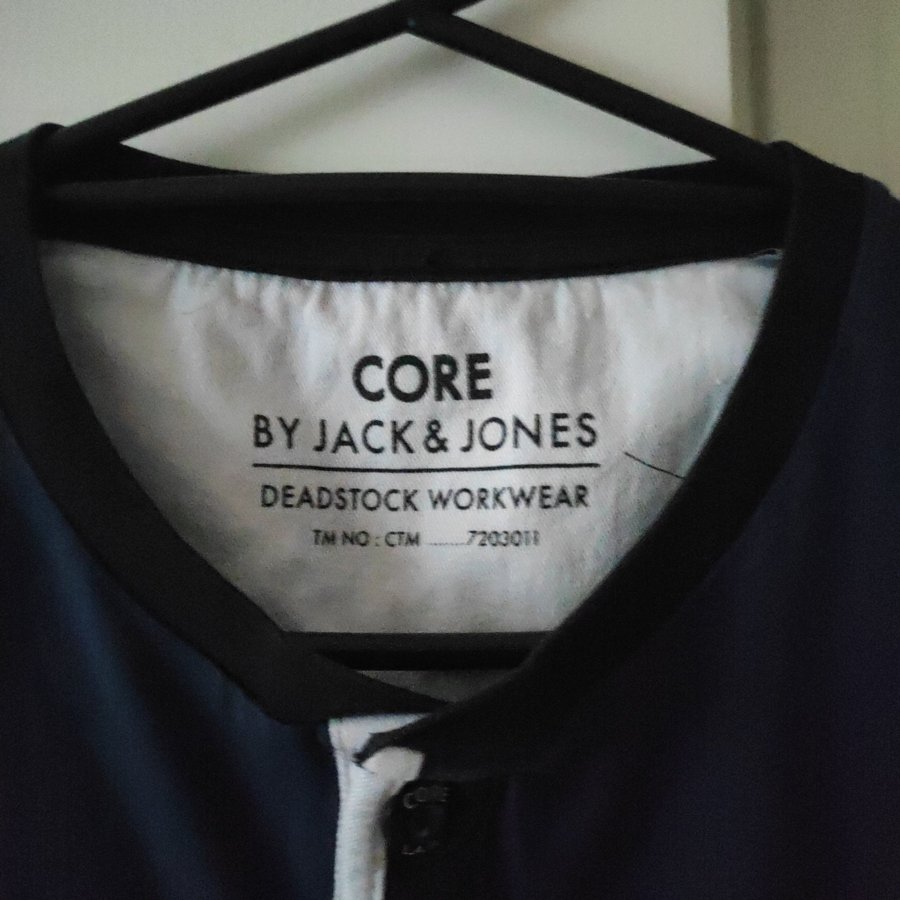 CORE
BY JACK & JONES
DEADSTOCK WORKWEAR
TM NO : CTM ........7203011
CORE